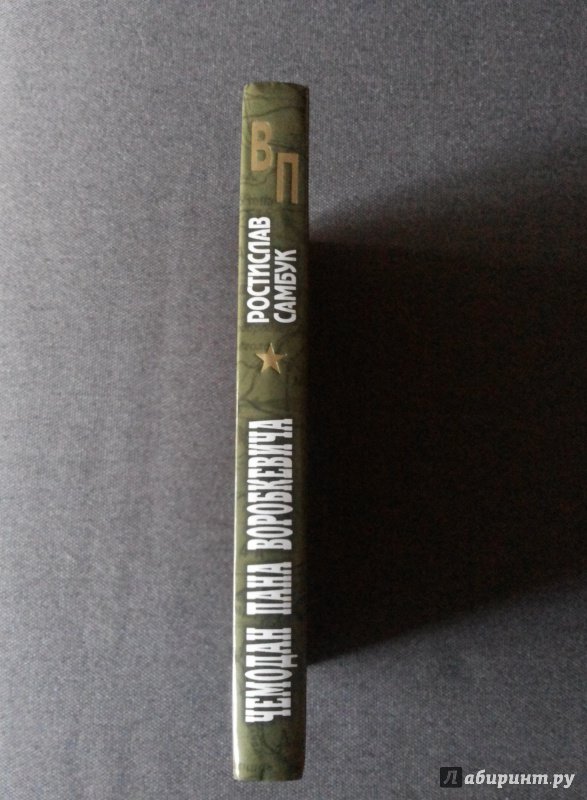 ВП
РОСТИСЛАВ
САМБУК
ЧЕМОДАН ПАНА ВОРОБКЕВИЧА
Лабиринт.ру